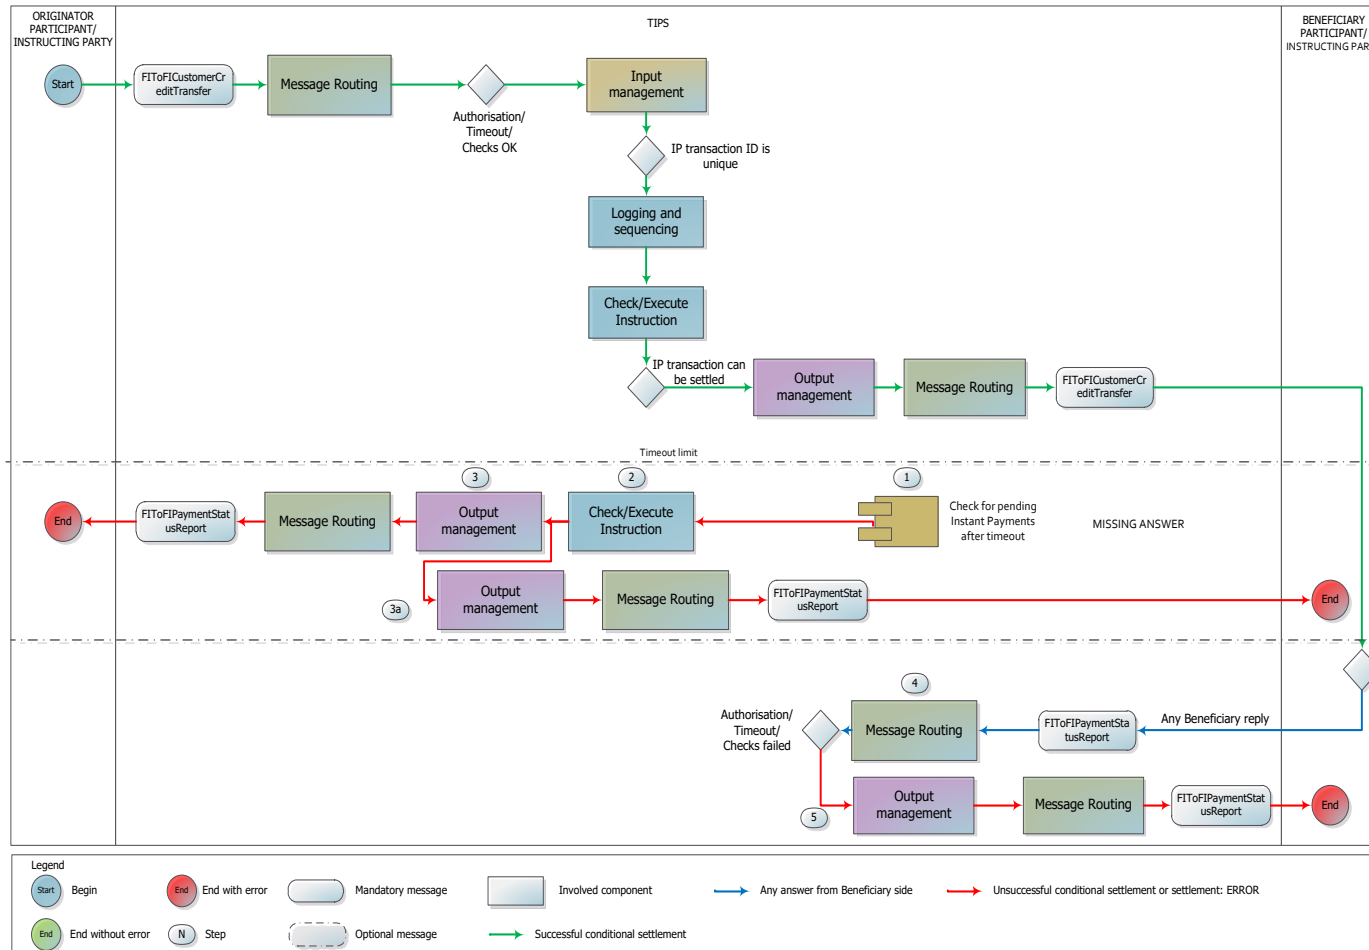 ORIGINATOR
PARTICIPANT/
INSTRUCTING PARTY
TIPS
BENEFICIARY
PARTICIPANT/
INSTRUCTING PAR
Start
FIToFICustomerCr
editTransfer
Message Routing
Authorisation/
Timeout/
Checks OK
Input
management
IP transaction ID is
unique
Logging and
sequencing
Check/Execute
Instruction
IP transaction can
be settled
Output
management
Message Routing
FIToFICustomerCr
editTransfer
Timeout limit
3
2
1
End
FIToFIPaymentStat
usReport
Message Routing
Output
management
Check/Execute
Instruction
Check for pending
Instant Payments
after timeout
MISSING ANSWER
3a
Output
management
Message Routing
FIToFIPaymentStat
usReport
End
4
Authorisation/
Timeout/
Checks failed
Message Routing
FIToFIPaymentSta
tusReport
Any Beneficiary reply
5
Output
management
Message Routing
FIToFIPaymentStat
usReport
End
Legend
Start
Begin
End
End with error
Mandatory message
Involved component
Any answer from Beneficiary side
Unsuccessful conditional settlement or settlement: ERROR
End
End without error
N
Step
Optional message
Successful conditional settlement